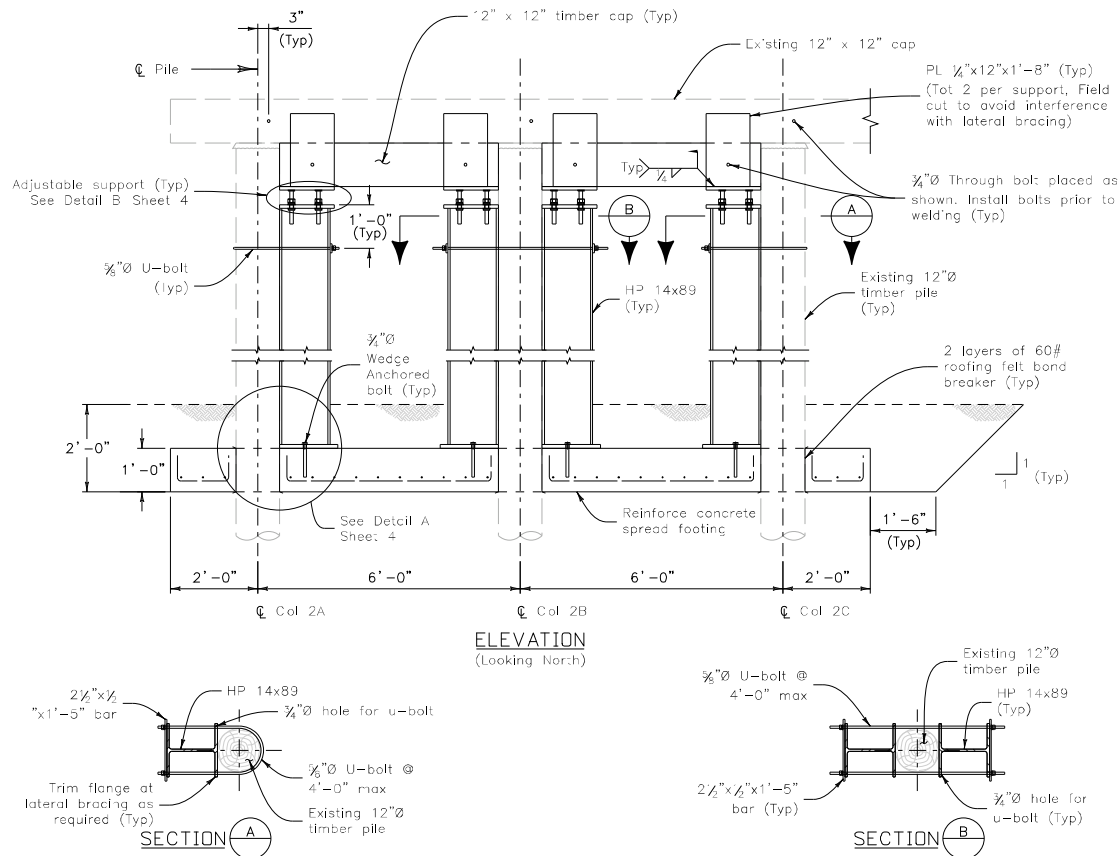 3"
(Typ)
12" x 12" timber cap (Typ)
Existing 12" x 12" cap
℄ Pile
PL ¼"x12"x1'-8" (Typ)
(Tot 2 per support, Field
cut to avoid interference
with lateral bracing)
Typ
¼
Adjustable support (Typ)
See Detail B Sheet 4
1'-0"
(Typ)
B
A
¾"Ø Through bolt placed as
shown. Install bolts prior to
welding (Typ)
⅝"Ø U-bolt
(Typ)
HP 14x89
(Typ)
Existing 12"Ø
timber pile
(Typ)
¾"Ø
Wedge
Anchored
bolt (Typ)
2 layers of 60#
roofing felt bond
breaker (Typ)
2'-0"
1'-0"
1
1
(Typ)
See Detail A
Sheet 4
Reinforce concrete
spread footing
1'-6"
(Typ)
2'-0"
6'-0"
6'-0"
2'-0"
℄ Col 2A
℄ Col 2B
℄ Col 2C
ELEVATION
(Looking North)
2½"x½
"x1'-5" bar
HP 14x89
¾"Ø hole for u-bolt
⅝"Ø U-bolt @
4'-0" max
Trim flange at
lateral bracing as
required (Typ)
Existing 12"Ø
timber pile
SECTION A
Existing 12"Ø
timber pile
⅝"Ø U-bolt @
4'-0" max
HP 14x89
(Typ)
2½"x½"x1'-5"
bar (Typ)
¾"Ø hole for
u-bolt (Typ)
SECTION B